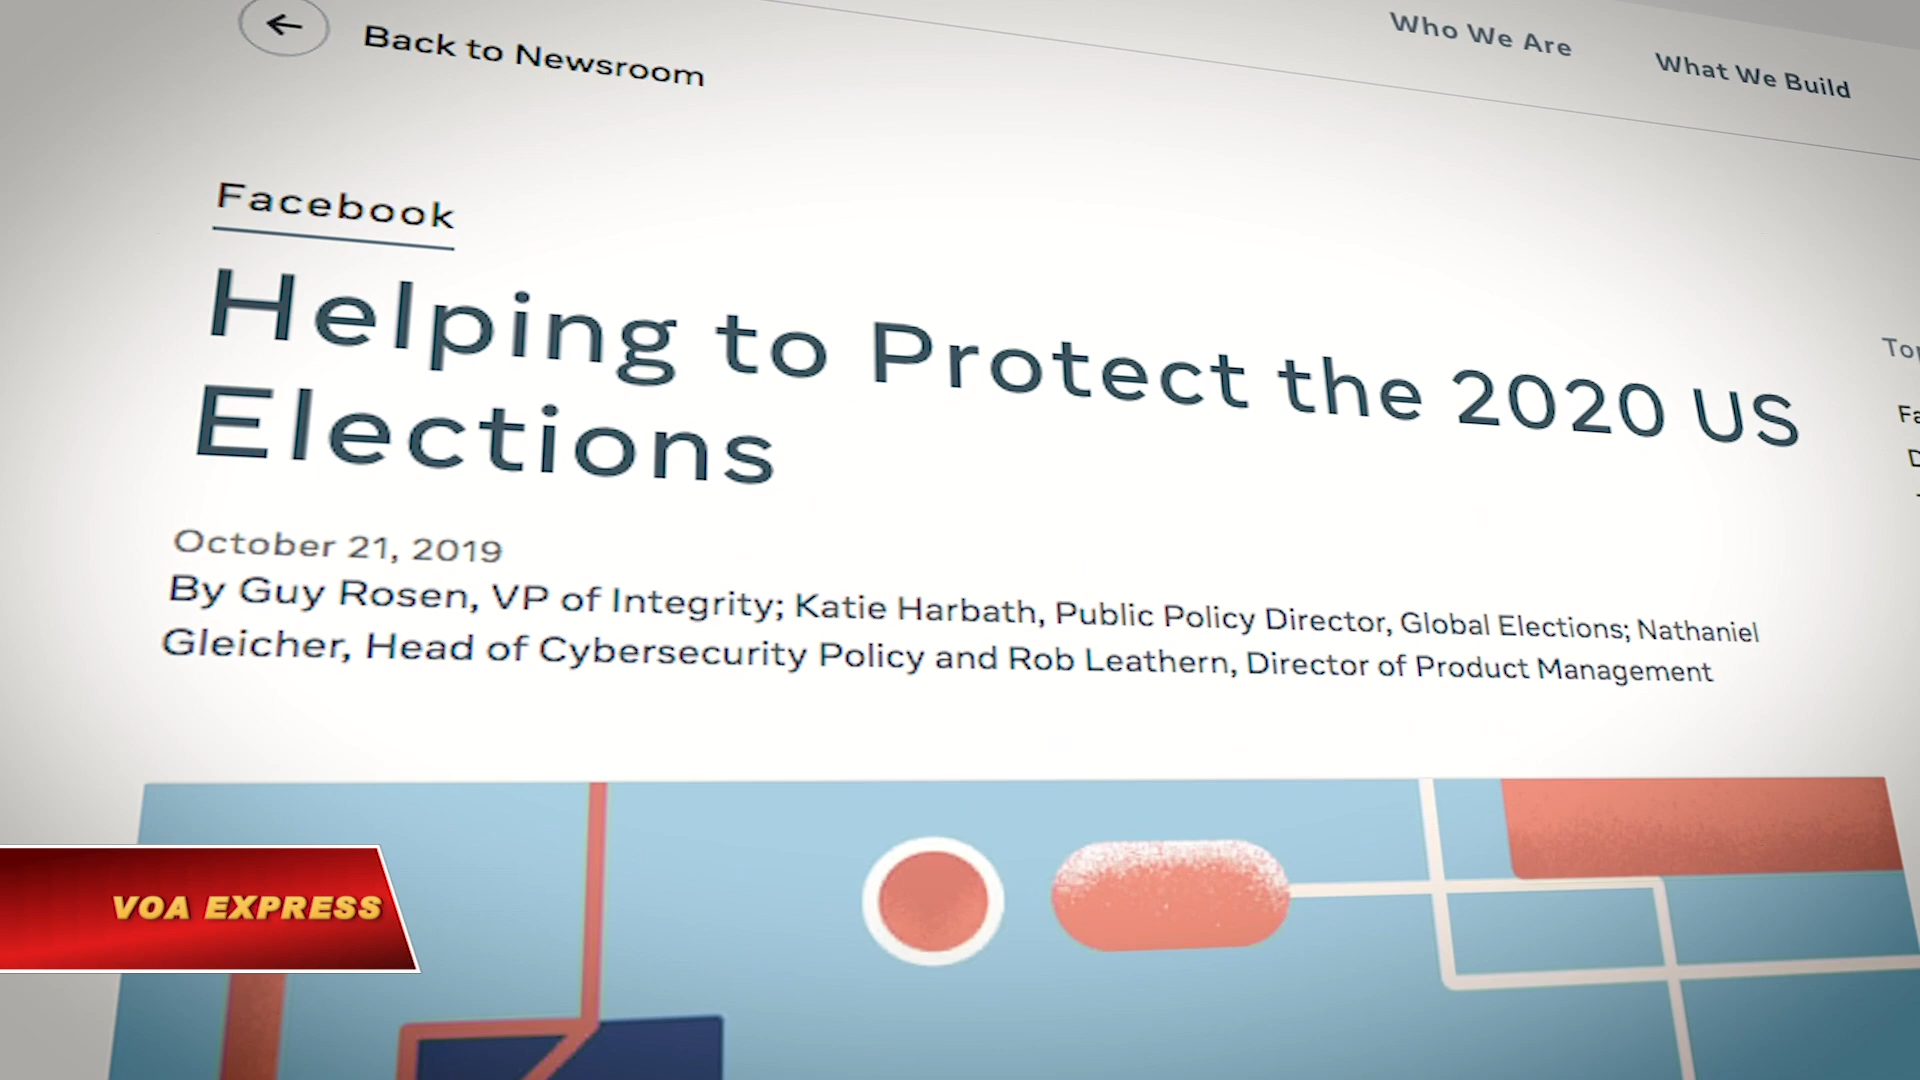 Back to Newsroom
Who We Are
What We Build
Facebook
Helping to Protect the 2020 US
Elections
October 21, 2019
By Guy Rosen, VP of Integrity; Katie Harbath, Public Policy Director, Global Elections; Nathaniel
Gleicher, Head of Cybersecurity Policy and Rob Leathern, Director of Product Management
VOA EXPRESS